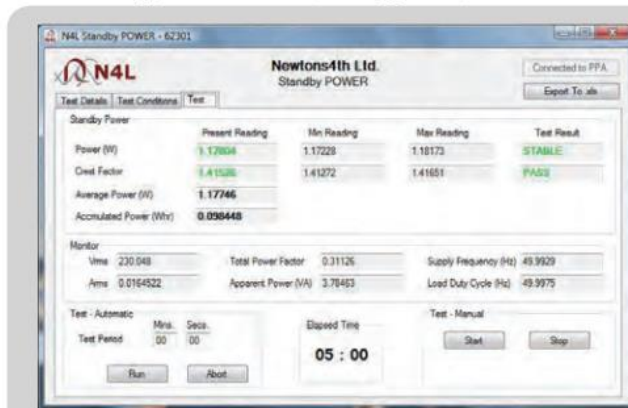 N4L Standby POWER - 62301
N4L
Newtons4th Ltd.
Standby POWER
Connected to PPA
Export To .xls
Test Details Test Conditions Test
Standby Power
Present Reading Min Reading Max Reading Test Result
Power (W) 1.17804 1.17228 1.18173 STABLE
Crest Factor 1.41526 1.41272 1.41651 PASS
Average Power (W) 1.17746
Accmulated Power (Whr) 0.098448
Monitor
Vrms 230.048 Total Power Factor 0.31126 Supply Frequency (Hz) 49.9929
Arms 0.0164522 Apparent Power (VA) 3.78463 Load Duty Cycle (Hz) 49.9975
Test - Automatic Elapsed Time Test - Manual
Mins. Secs.
Test Period 00 00 Start Stop
05 : 00
Run Abort